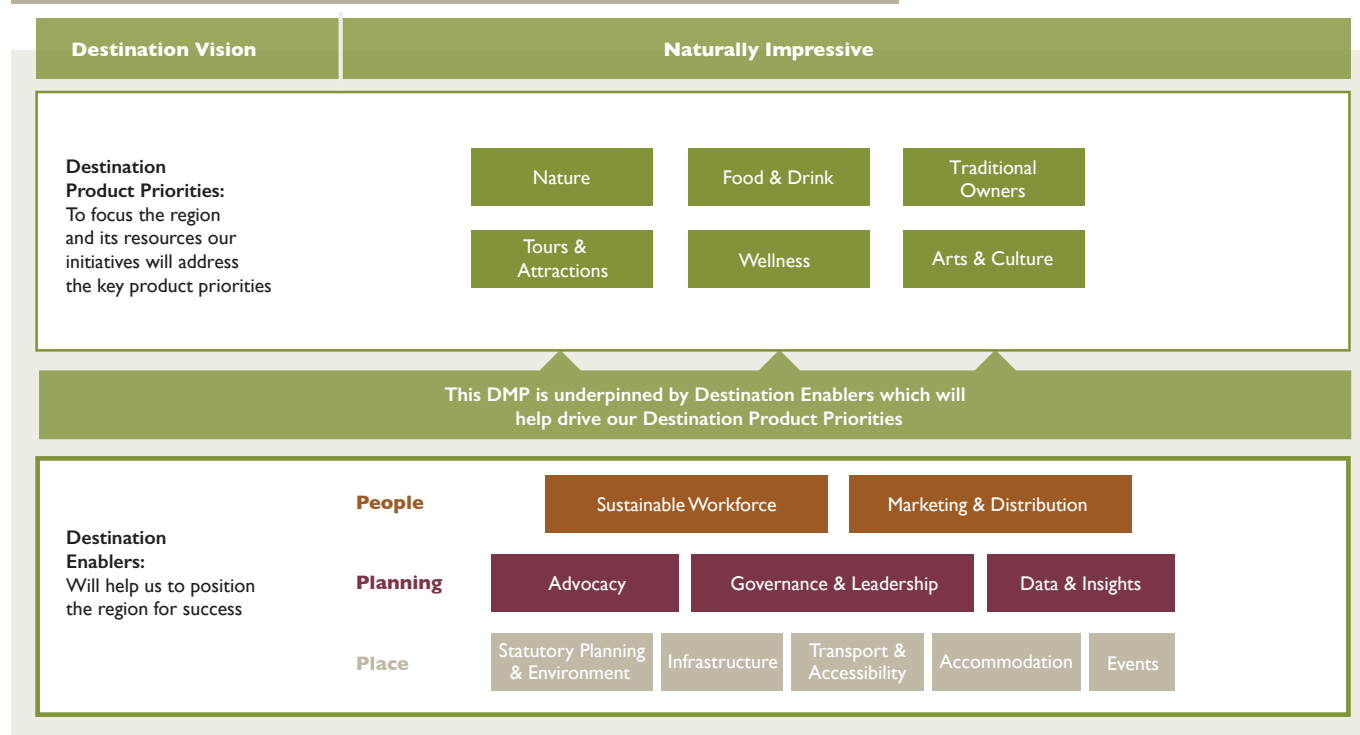 Destination Vision
Naturally Impressive
Destination
Product Priorities:
To focus the region
and its resources our
initiatives will address
the key product priorities
Nature
Food & Drink
Traditional
Owners
Tours &
Attractions
Wellness
Arts & Culture
This DMP is underpinned by Destination Enablers which will
help drive our Destination Product Priorities
Destination
Enablers:
Will help us to position
the region for success
People
Sustainable Workforce
Marketing & Distribution
Planning
Advocacy
Governance & Leadership
Data & Insights
Place
Statutory Planning
& Environment
Infrastructure
Transport &
Accessibility
Accommodation
Events